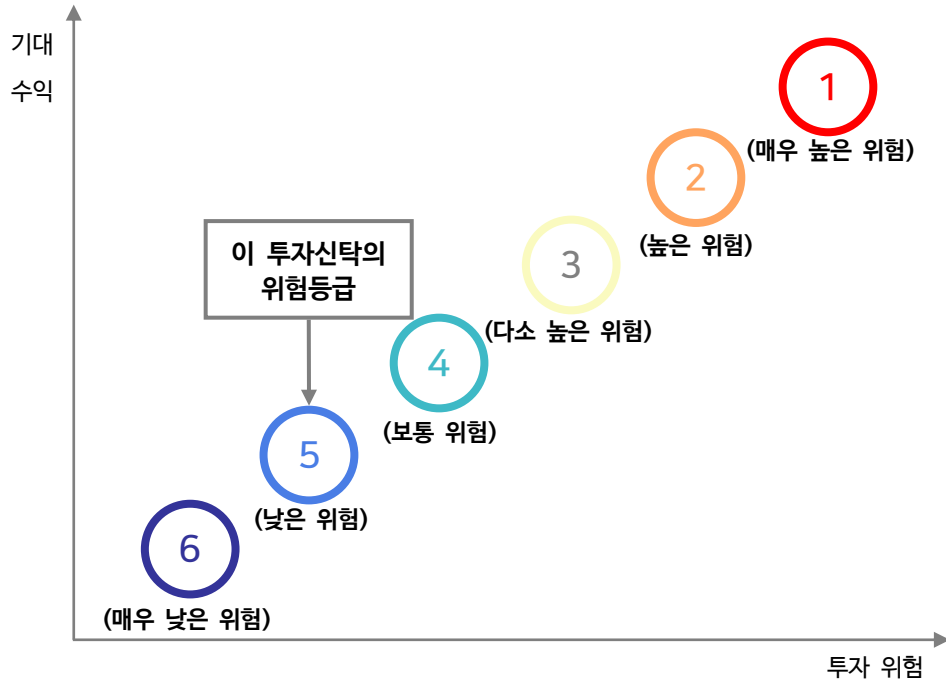 기대
수익
1
(매우 높은 위험)
2
(높은 위험)
이 투자신탁의
위험등급
3
(다소 높은 위험)
4
(보통 위험)
5
(낮은 위험)
6
(매우 낮은 위험)
투자 위험